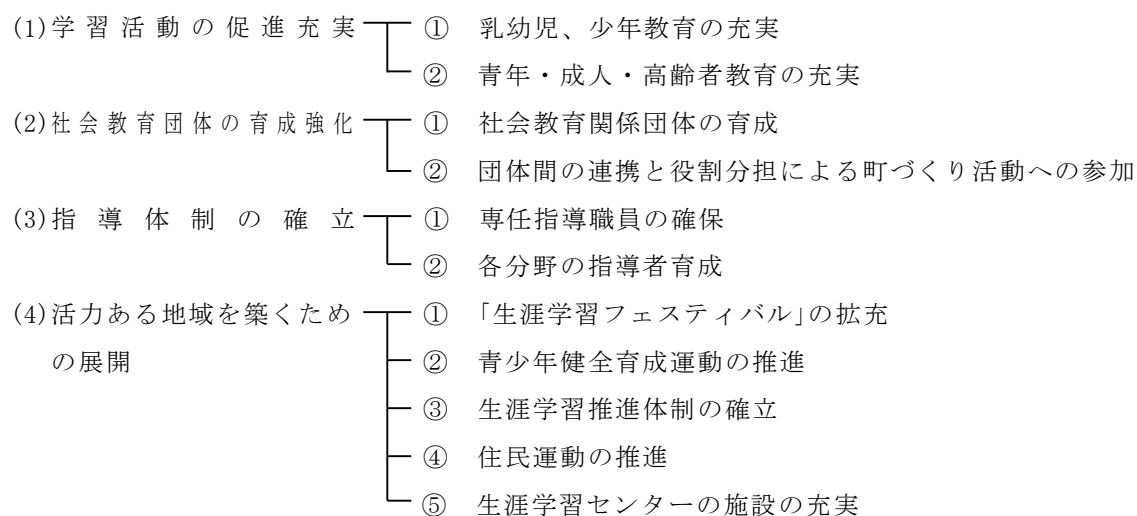 (1)学習活動の促進充実 ① 乳幼児、少年教育の充実
② 青年・成人・高齢者教育の充実
(2)社会教育団体の育成強化 ① 社会教育関係団体の育成
② 団体間の連携と役割分担による町づくり活動への参加
(3)指導体制の確立 ① 専任指導職員の確保
② 各分野の指導者育成
(4)活力ある地域を築くため ① 「生涯学習フェスティバル」の拡充
の展開 ② 青少年健全育成運動の推進
③ 生涯学習推進体制の確立
④ 住民運動の推進
⑤ 生涯学習センターの施設の充実